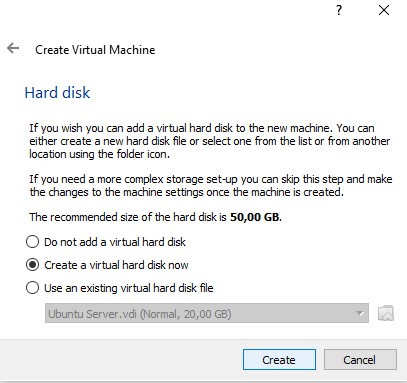 ?
Create Virtual Machine
Hard disk
If you wish you can add a virtual hard disk to the new machine. You can
either create a new hard disk file or select one from the list or from another
location using the folder icon.
If you need a more complex storage set-up you can skip this step and make
the changes to the machine settings once the machine is created.
The recommended size of the hard disk is 50,00 GB.
Do not add a virtual hard disk
Create a virtual hard disk now
Use an existing virtual hard disk file
Ubuntu Server.vdi (Normal, 20,00 GB)
Create Cancel